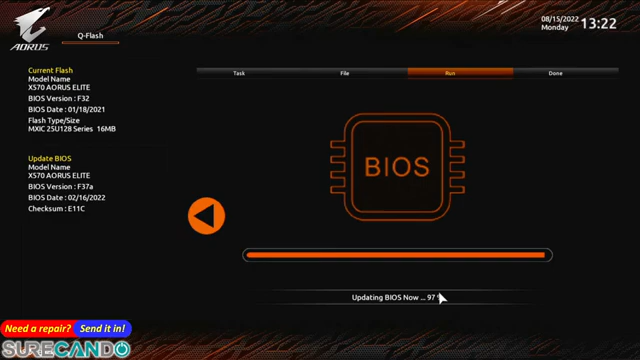 08/15/2022
Monday
13:22
AORUS
Q-Flash
Current Flash
Model Name
X570 AORUS ELITE
BIOS Version : F32
BIOS Date : 01/18/2021
Flash Type/Size
MXIC 25U128 Series 16MB
Update BIOS
Model Name
X570 AORUS ELITE
BIOS Version : F37a
BIOS Date : 02/16/2022
Checksum : E11C
Task
File
Run
Done
BIOS
Updating BIOS Now ... 97
Need a repair? Send it in!
SURECANDO